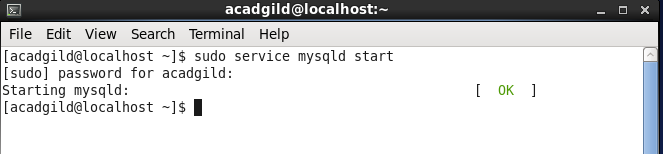 acadgild@localhost:~
File Edit View Search Terminal Help
[acadgild@localhost ~]$ sudo service mysqld start
[sudo] password for acadgild:
Starting mysqld: [ OK ]
[acadgild@localhost ~]$